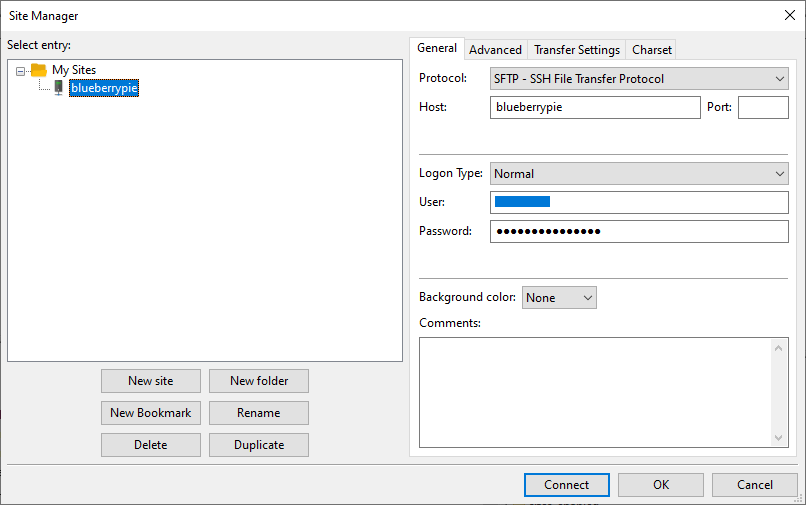 Site Manager
Select entry:
My Sites
blueberrypie
New site
New folder
New Bookmark
Rename
Delete
Duplicate
General Advanced Transfer Settings Charset
Protocol: SFTP - SSH File Transfer Protocol
Host: blueberrypie Port:
Logon Type: Normal
User:
Password: ●●●●●●●●●●●●●●●
Background color: None
Comments:
Connect OK Cancel